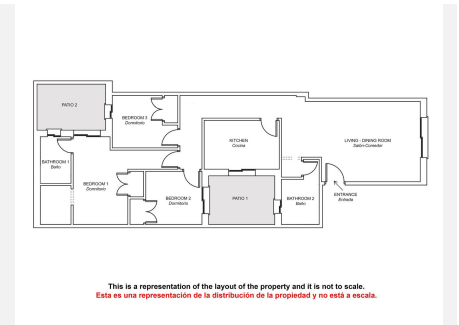 PATIO 2
BEDROOM 3
Dormitorio
KITCHEN
Cocina
LIVING - DINING ROOM
Salón-Comedor
BATHROOM 1
Baño
BEDROOM 1
Dormitorio
BEDROOM 2
Dormitorio
PATIO 1
BATHROOM 2
Baño
ENTRANCE
Entrada
This is a representation of the layout of the property and it is not to scale.
Esta es una representación de la distribución de la propiedad y no está a escala.